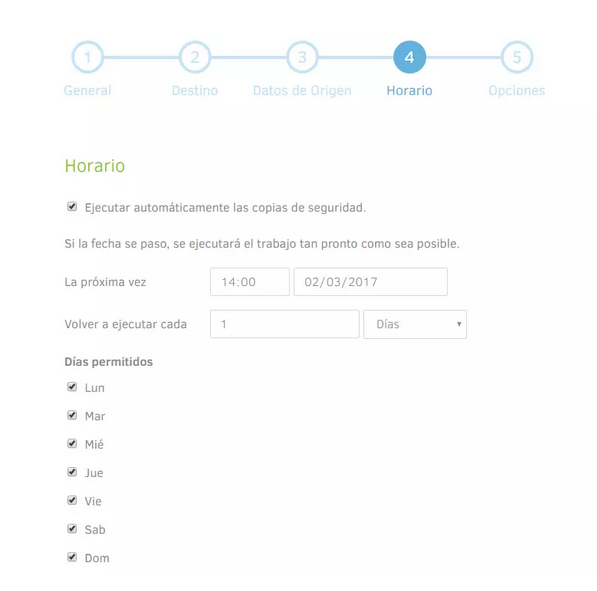 1 2 3 4 5
General Destino Datos de Origen Horario Opciones
Horario
Ejecutar automáticamente las copias de seguridad.
Si la fecha se paso, se ejecutará el trabajo tan pronto como sea posible.
La próxima vez 14:00 02/03/2017
Volver a ejecutar cada 1 Días
Días permitidos
Lun
Mar
Mié
Jue
Vie
Sab
Dom